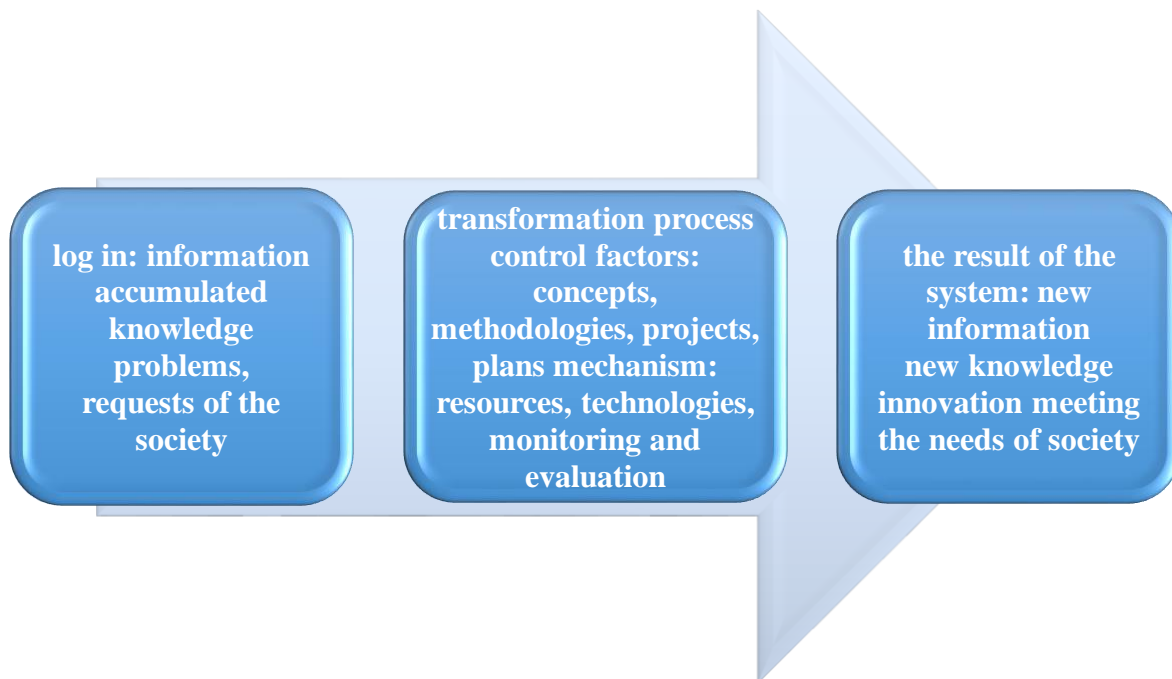 log in: information
accumulated
knowledge
problems,
requests of the
society
transformation process
control factors:
concepts,
methodologies, projects,
plans mechanism:
resources, technologies,
monitoring and
evaluation
the result of the
system: new
information
new knowledge
innovation meeting
the needs of society